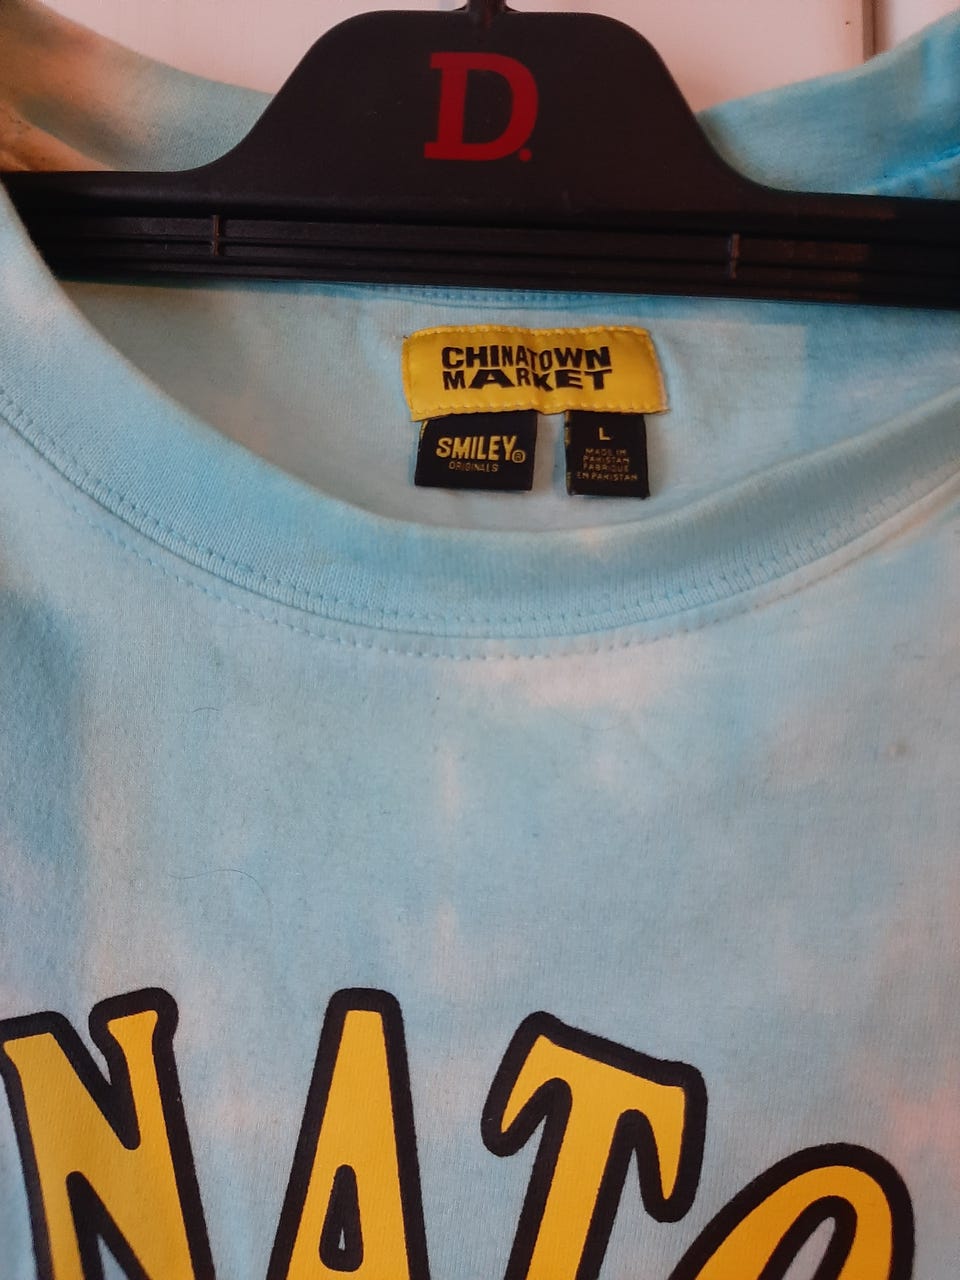 D.
CHINATOWN
MARKET
SMILEY®
ORIGINALS
L
MADE IN
PAKISTAN
FABRIQUE
EN PAKISTAN
NATO